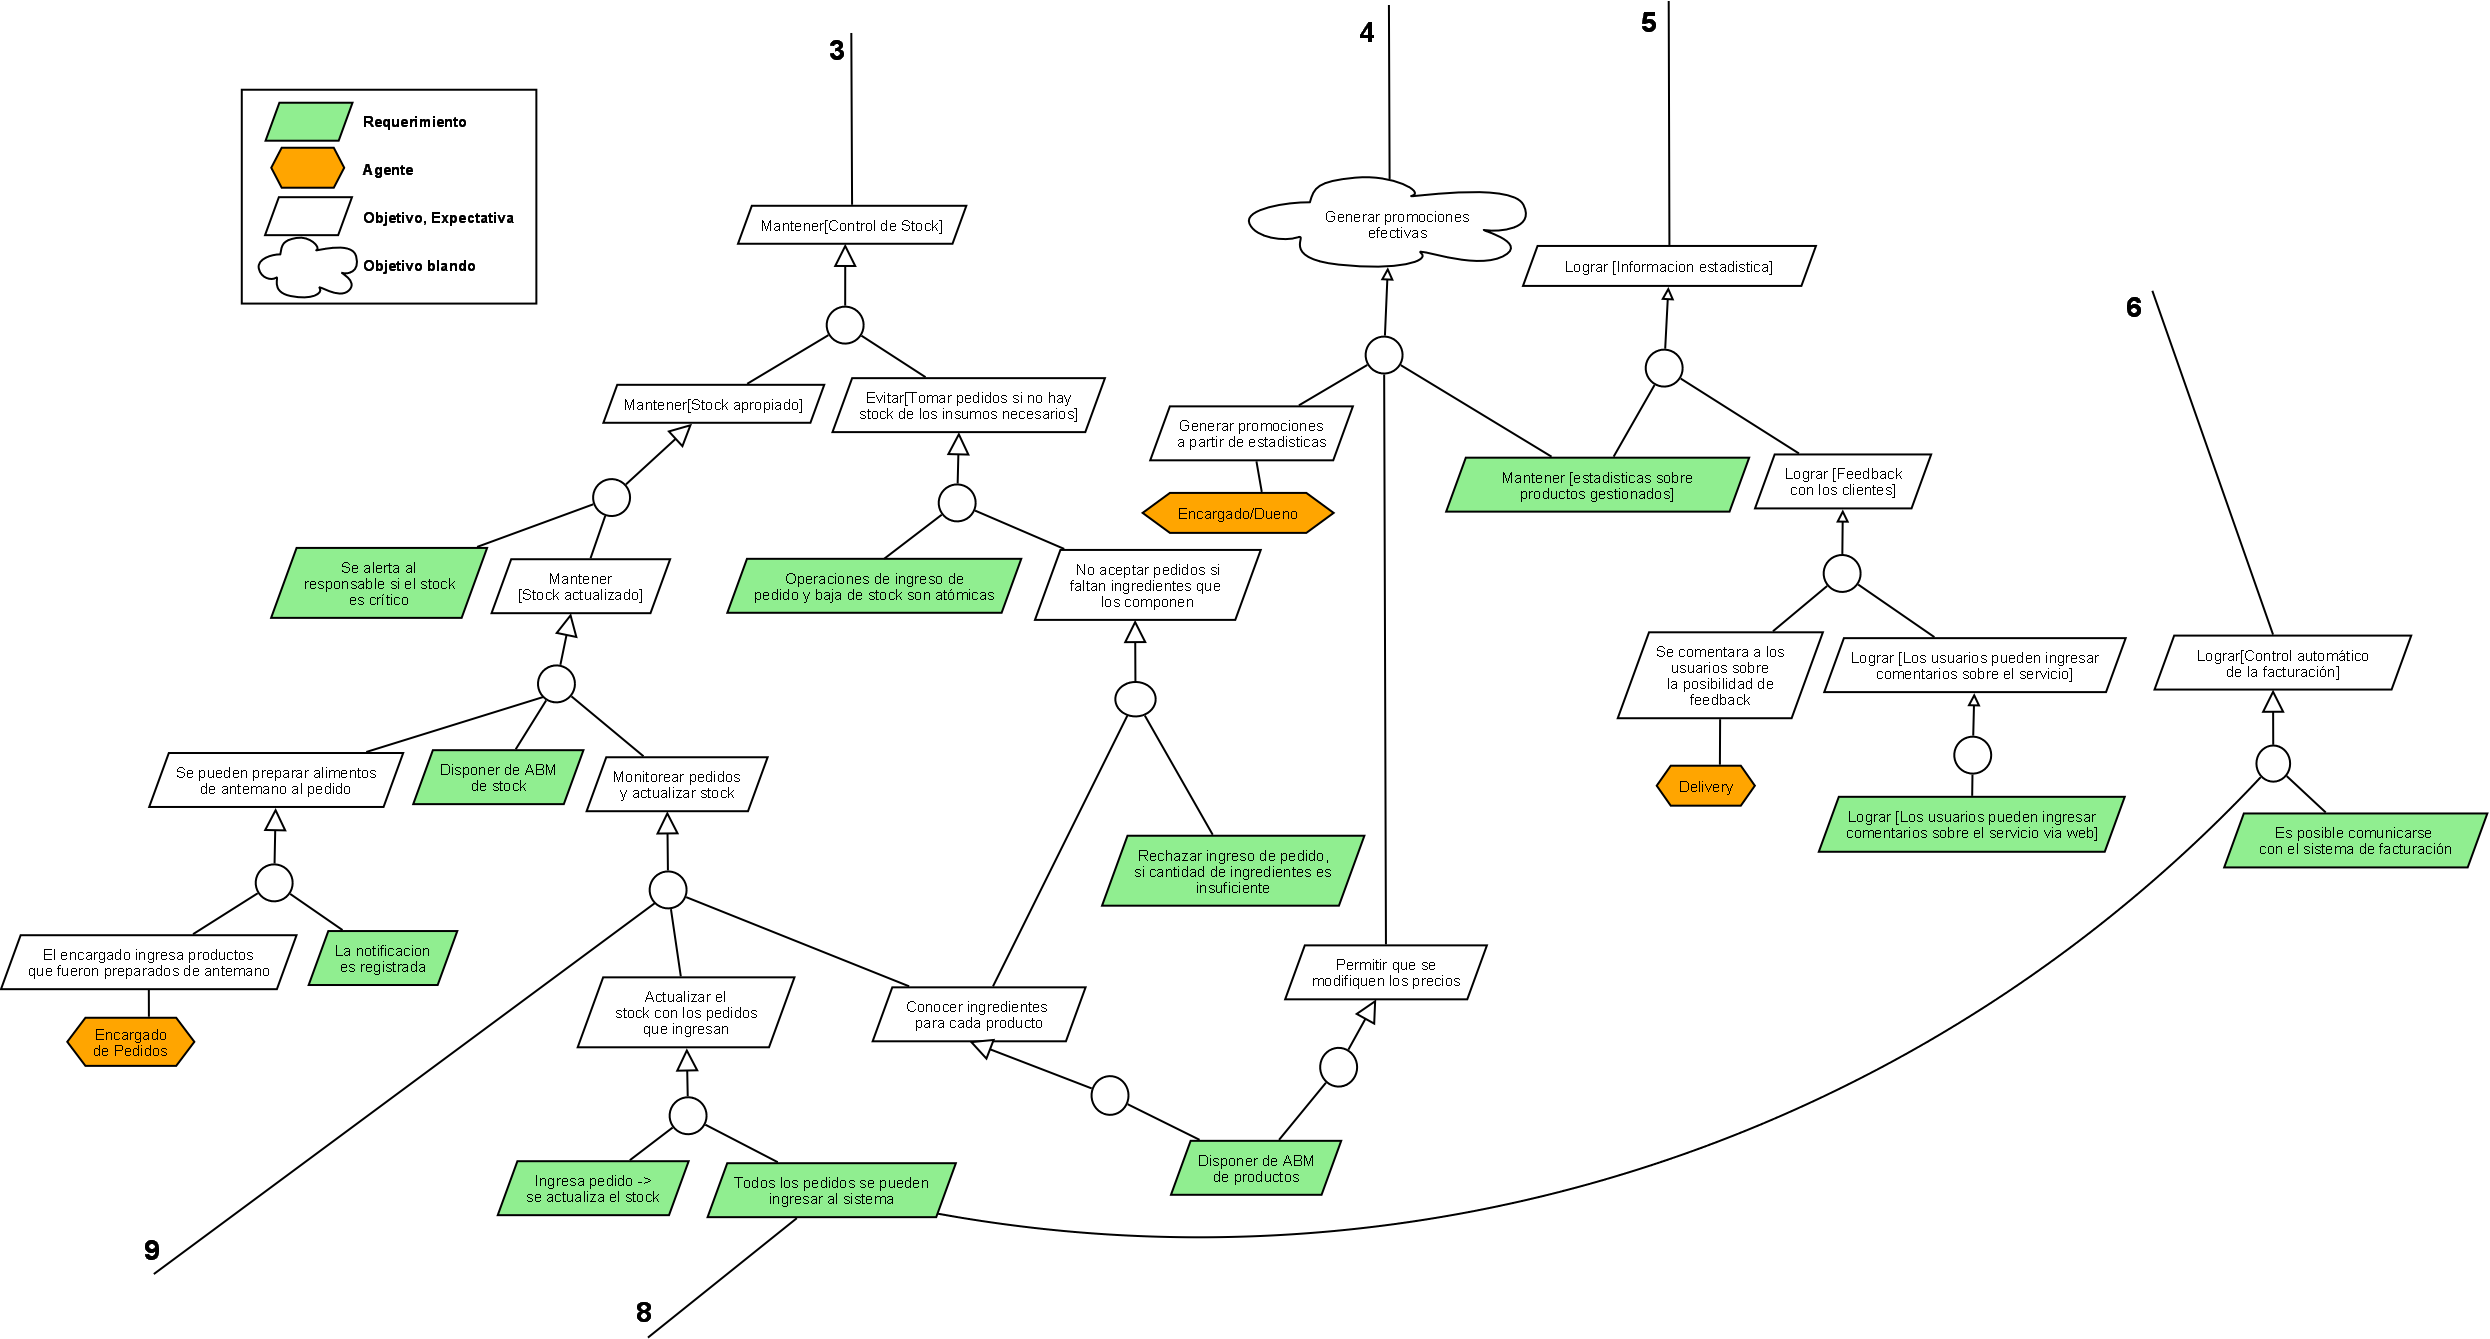 3
4
5
6
Requerimiento
Agente
Objetivo, Expectativa
Objetivo blando
Mantener[Control de Stock]
Generar promociones
efectivas
Lograr [Informacion estadistica]
Mantener[Stock apropiado]
Evitar[Tomar pedidos si no hay
stock de los insumos necesarios]
Generar promociones
a partir de estadisticas
Encargado/Dueno
Mantener [estadisticas sobre
productos gestionados]
Lograr [Feedback
con los clientes]
Se alerta al
responsable si el stock
es crítico
Mantener
[Stock actualizado]
Operaciones de ingreso de
pedido y baja de stock son atómicas
No aceptar pedidos si
faltan ingredientes que
los componen
Se comentara a los
usuarios sobre
la posibilidad de
feedback
Lograr [Los usuarios pueden ingresar
comentarios sobre el servicio]
Lograr[Control automático
de la facturación]
Se pueden preparar alimentos
de antemano al pedido
Disponer de ABM
de stock
Monitorear pedidos
y actualizar stock
Delivery
Lograr [Los usuarios pueden ingresar
comentarios sobre el servicio via web]
Es posible comunicarse
con el sistema de facturación
Rechazar ingreso de pedido,
si cantidad de ingredientes es
insuficiente
El encargado ingresa productos
que fueron preparados de antemano
La notificacion
es registrada
Permitir que se
modifiquen los precios
Encargado
de Pedidos
Actualizar el
stock con los pedidos
que ingresan
Conocer ingredientes
para cada producto
Ingresa pedido ->
se actualiza el stock
Todos los pedidos se pueden
ingresar al sistema
Disponer de ABM
de productos
9
8